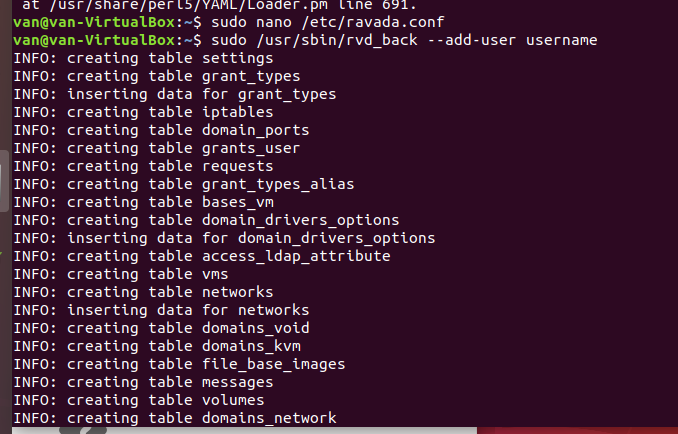 at /usr/share/perl5/YAML/Loader.pm line 691.
van@van-VirtualBox:~$ sudo nano /etc/ravada.conf
van@van-VirtualBox:~$ sudo /usr/sbin/rvd_back --add-user username
INFO: creating table settings
INFO: creating table grant_types
INFO: inserting data for grant_types
INFO: creating table iptables
INFO: creating table domain_ports
INFO: creating table grants_user
INFO: creating table requests
INFO: creating table grant_types_alias
INFO: creating table bases_vm
INFO: creating table domain_drivers_options
INFO: inserting data for domain_drivers_options
INFO: creating table access_ldap_attribute
INFO: creating table vms
INFO: creating table networks
INFO: inserting data for networks
INFO: creating table domains_void
INFO: creating table domains_kvm
INFO: creating table file_base_images
INFO: creating table messages
INFO: creating table volumes
INFO: creating table domains_network